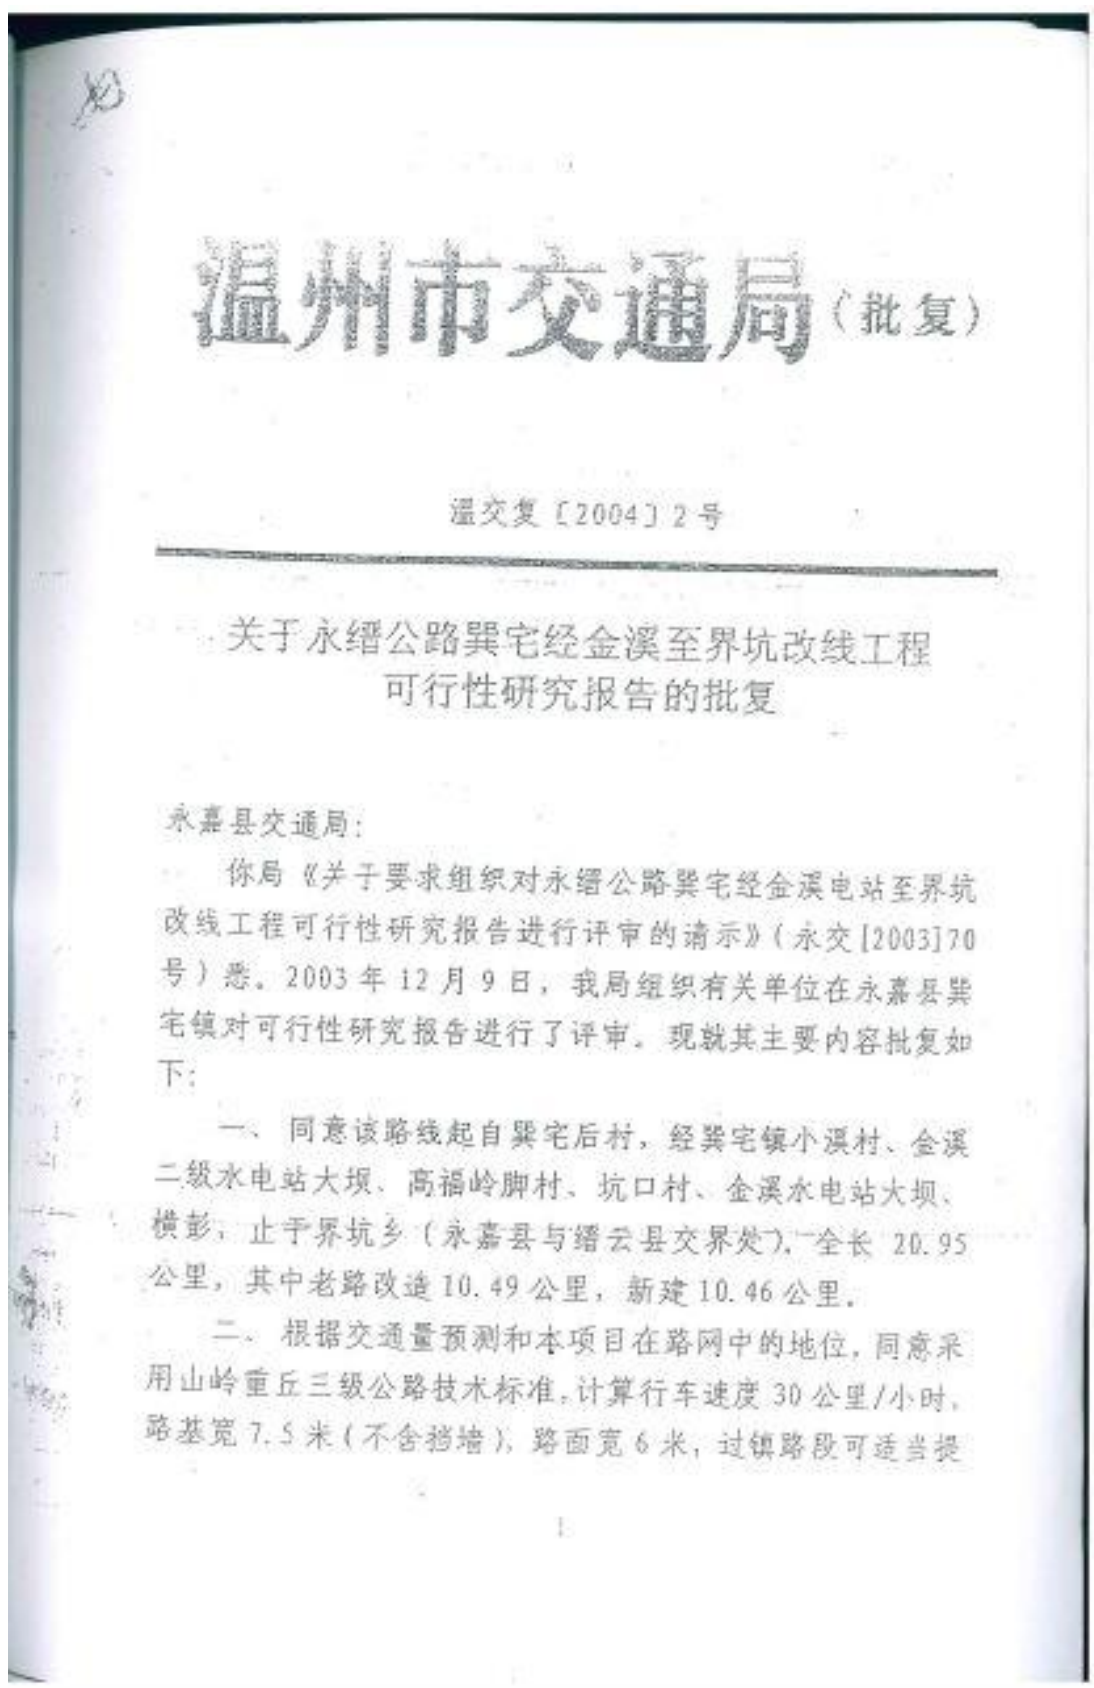 温州市交通局(批复)
温交复〔2004〕2号
关于永缙公路巽宅经金溪至界坑改线工程
可行性研究报告的批复
永嘉县交通局:
你局《关于要求组织对永缙公路巽宅经金溪电站至界坑
改线工程可行性研究报告进行评审的请示》(永交[2003]70
号)悉。2003年12月9日,我局组织有关单位在永嘉县巽
宅镇对可行性研究报告进行了评审。现就其主要内容批复如
下:
一、同意该路线起自巽宅后村,经巽宅镇小溪村、金溪
二级水电站大坝、高福岭脚村、坑口村、金溪水电站大坝、
横彭,止于界坑乡(永嘉县与缙云县交界处)。全长 20.95
公里,其中老路改造10.49公里,新建10.46公里。
二、根据交通量预测和本项目在路网中的地位,同意采
用山岭重丘三级公路技术标准,计算行车速度30公里/小时,
路基宽7.5米(不含挡墙),路面宽6米,过镇路段可适当提
1